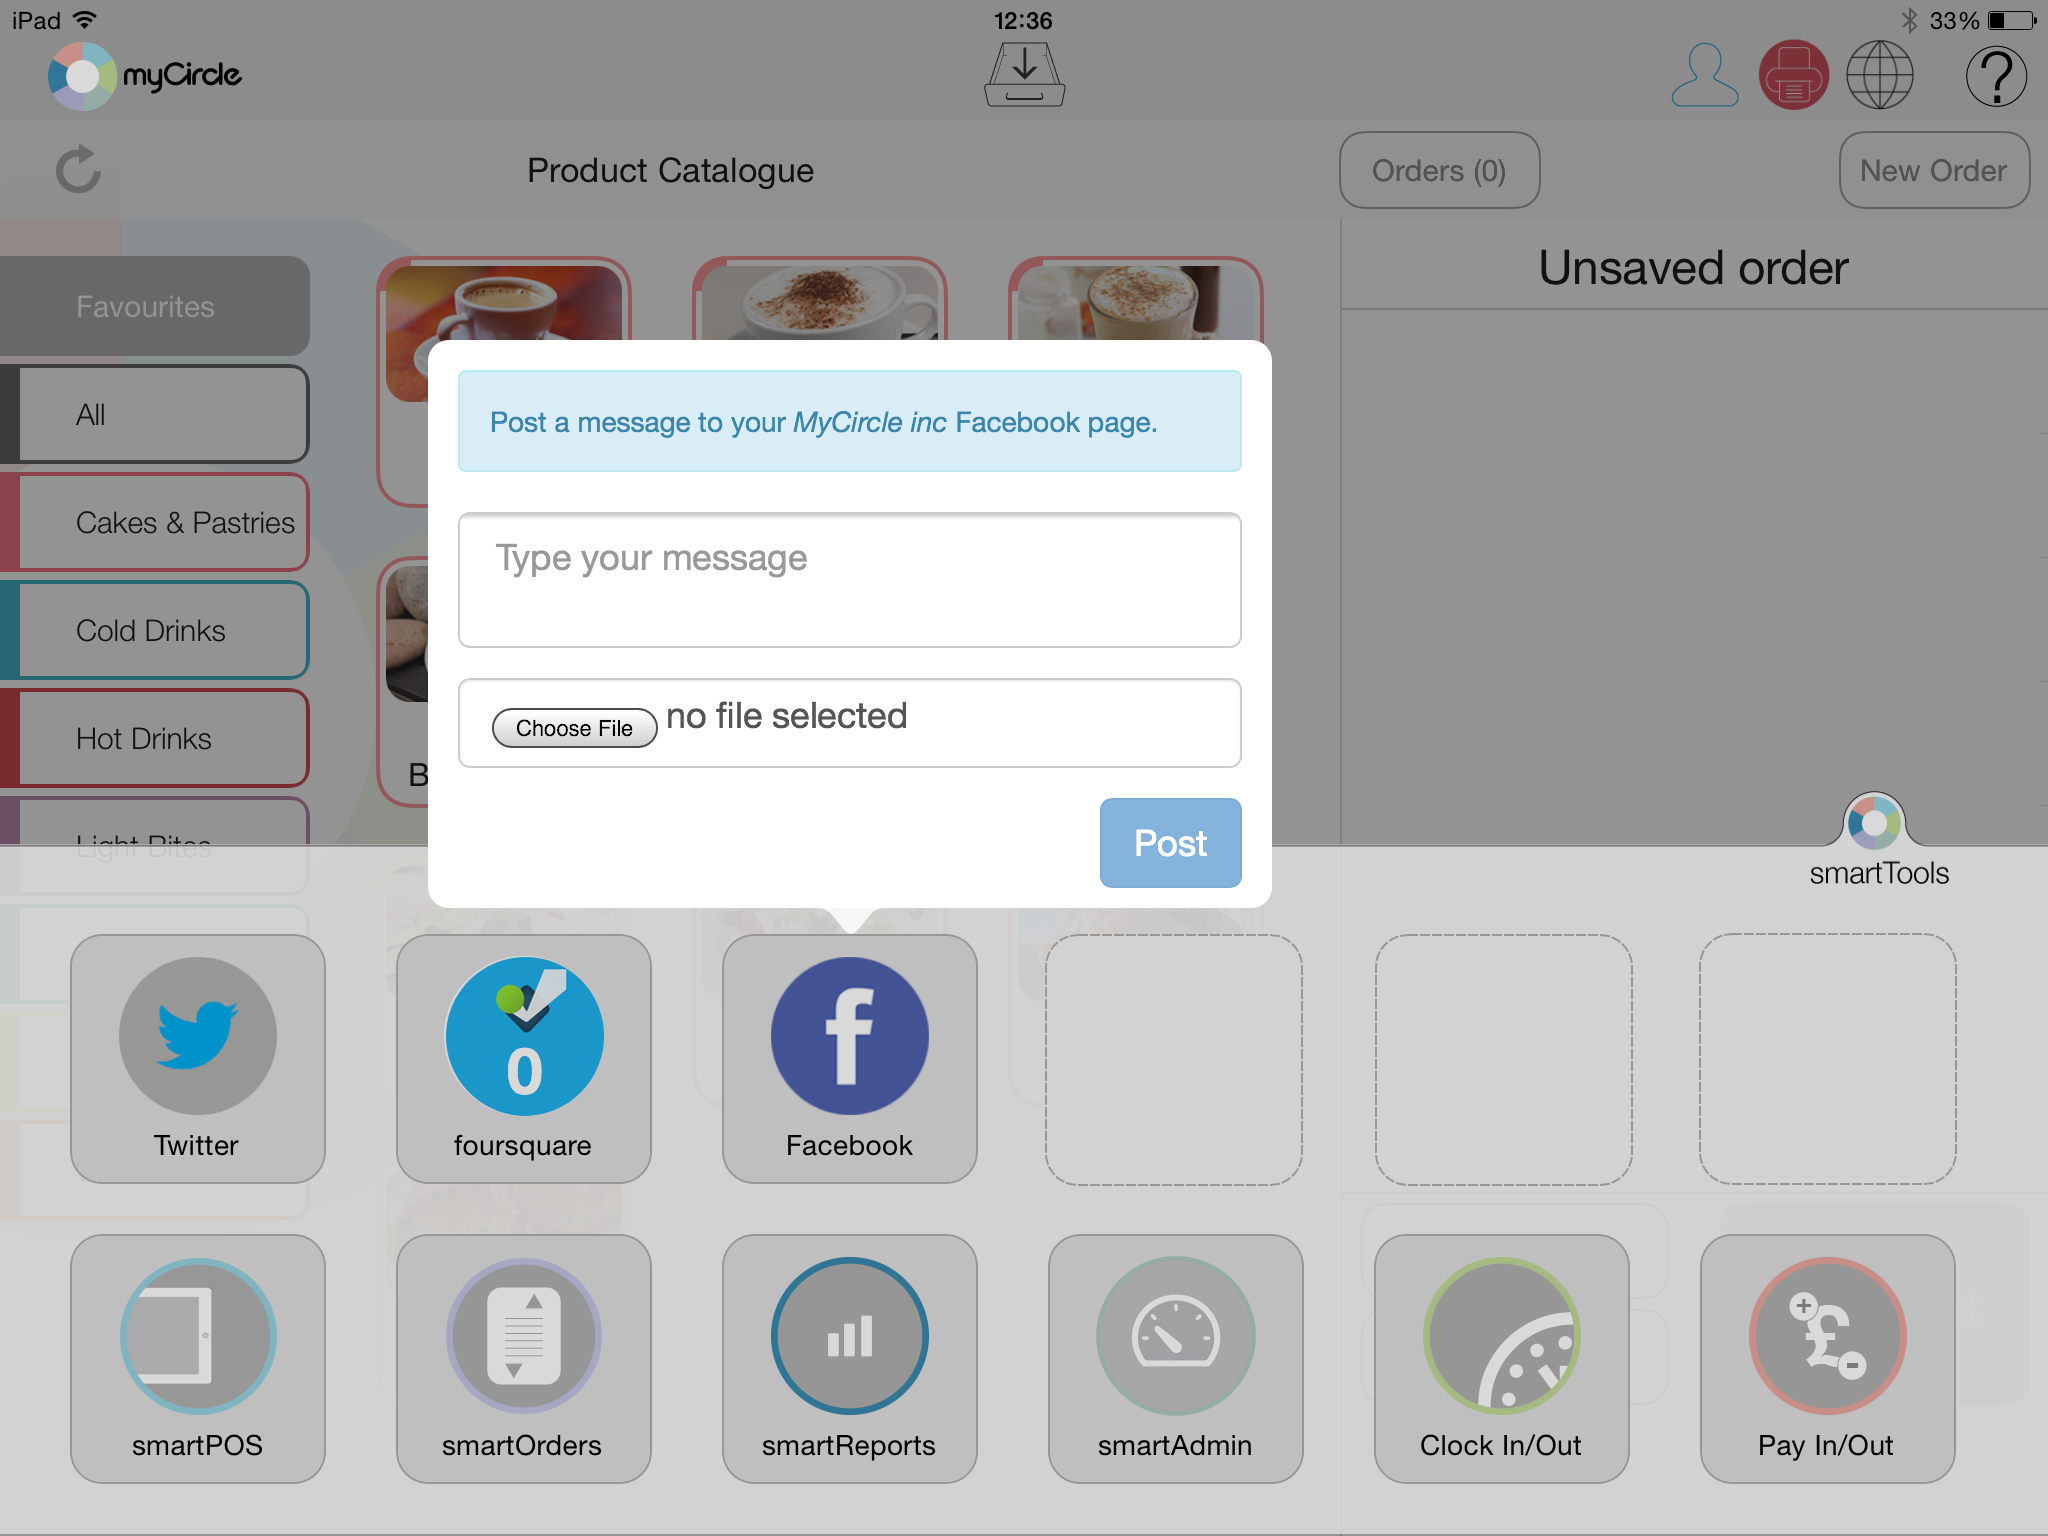 iPad
12:36
33%
myCircle
?
Product Catalogue
Orders (0)
New Order
Unsaved order
Favourites
All
Cakes & Pastries
Cold Drinks
Hot Drinks
Light Bites
B
Post a message to your MyCircle inc Facebook page.
Type your message
Choose File no file selected
Post
smartTools
f
0
Twitter
foursquare
Facebook
£
smartPOS
smartOrders
smartReports
smartAdmin
Clock In/Out
Pay In/Out